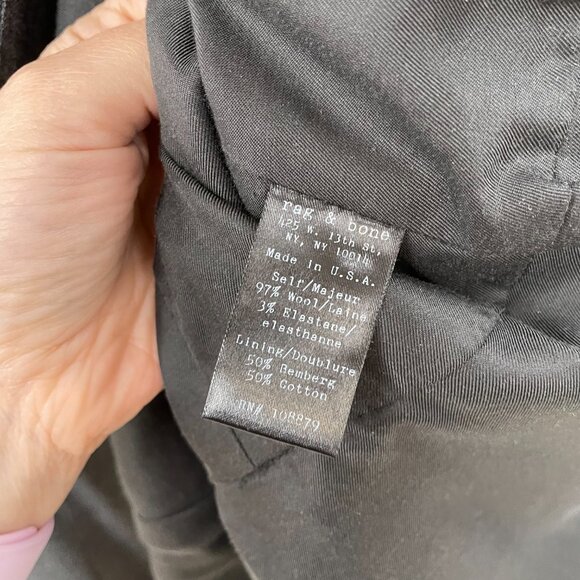 rag & bone
425 W. 13th St,
NY, NY 10014
Made in U.S.A.
Self/Majeur
97% Wool/Laine
3% Elastane/
elasthanne
Lining/Doublure
50% Bemberg
50% Cotton
RN# 108879